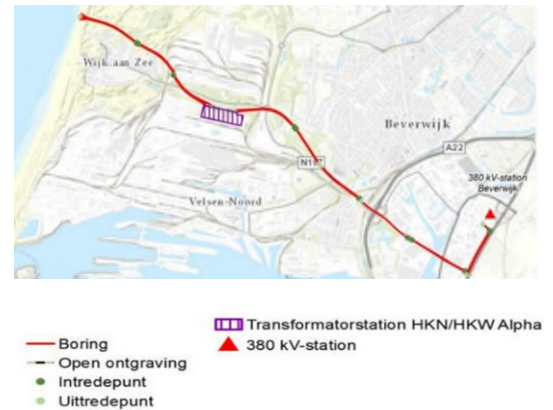 Wijk aan Zee
Beverwijk
A22
N197
380 kV-station
Beverwijk
Velsen-Noord
Transformatorstation HKN/HKW Alpha
380 kV-station
Boring
Open ontgraving
Intredepunt
Uittredepunt